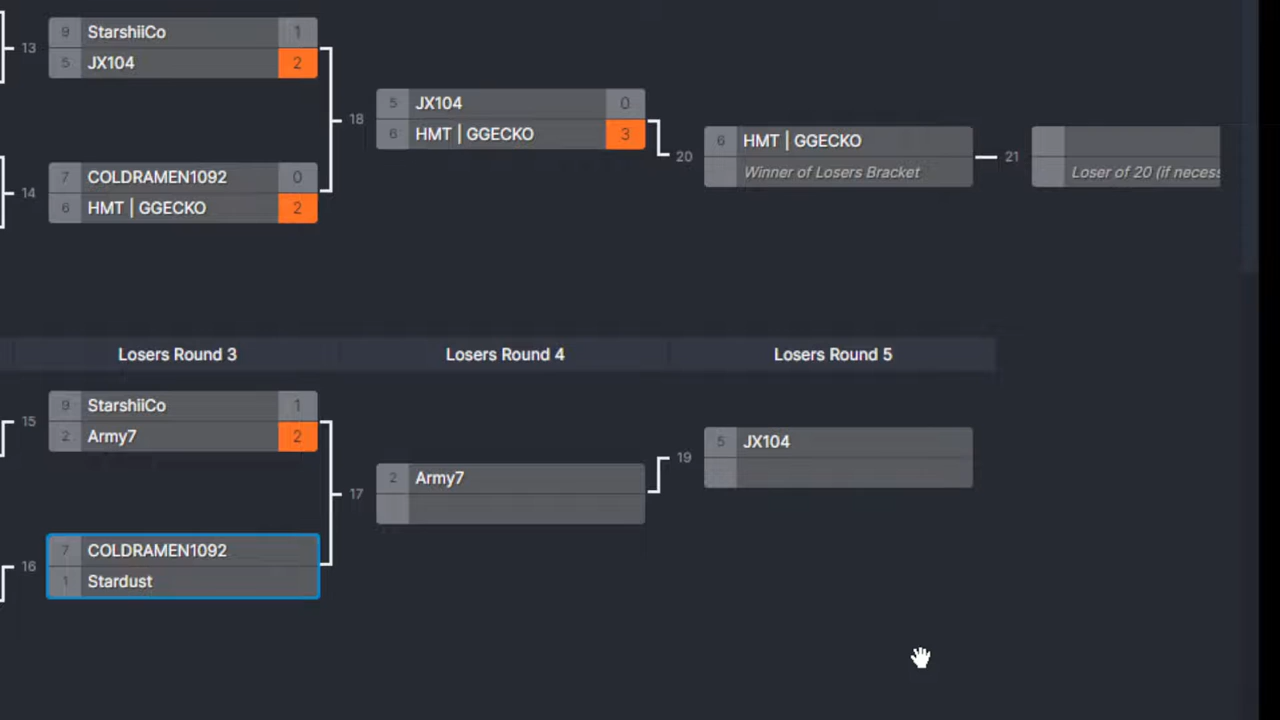 13
9 StarshiiCo 1
5 JX104 2
18
5 JX104 0
6 HMT | GGECKO 3
20
6 HMT | GGECKO
Winner of Losers Bracket
21
Loser of 20 (if necess
14
7 COLDRAMEN1092 0
6 HMT | GGECKO 2
Losers Round 3
Losers Round 4
Losers Round 5
15
9 StarshiiCo 1
2 Army7 2
17
2 Army7
19
5 JX104
16
7 COLDRAMEN1092
1 Stardust